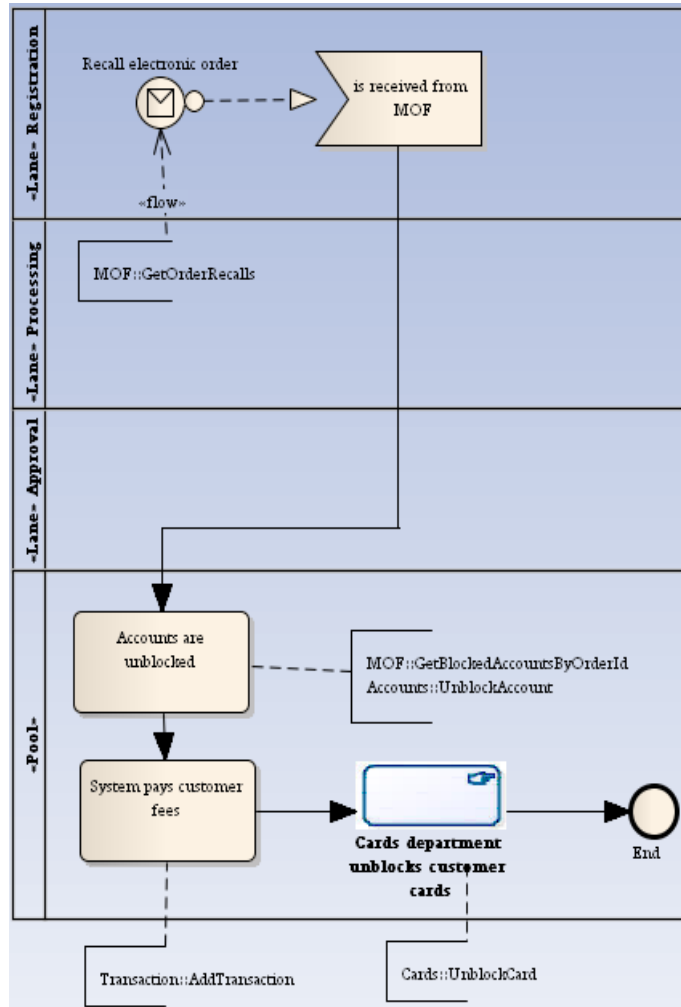 «Lane» Registration
Recall electronic order
is received from
MOF
«flow»
«Lane» Processing
MOF::GetOrderRecalls
«Lane» Approval
«Pool»
Accounts are
unblocked
MOF::GetBlockedAccountsByOrderId
Accounts::UnblockAccount
System pays customer
fees
Cards department
unblocks customer
cards
End
Transaction::AddTransaction
Cards::UnblockCard